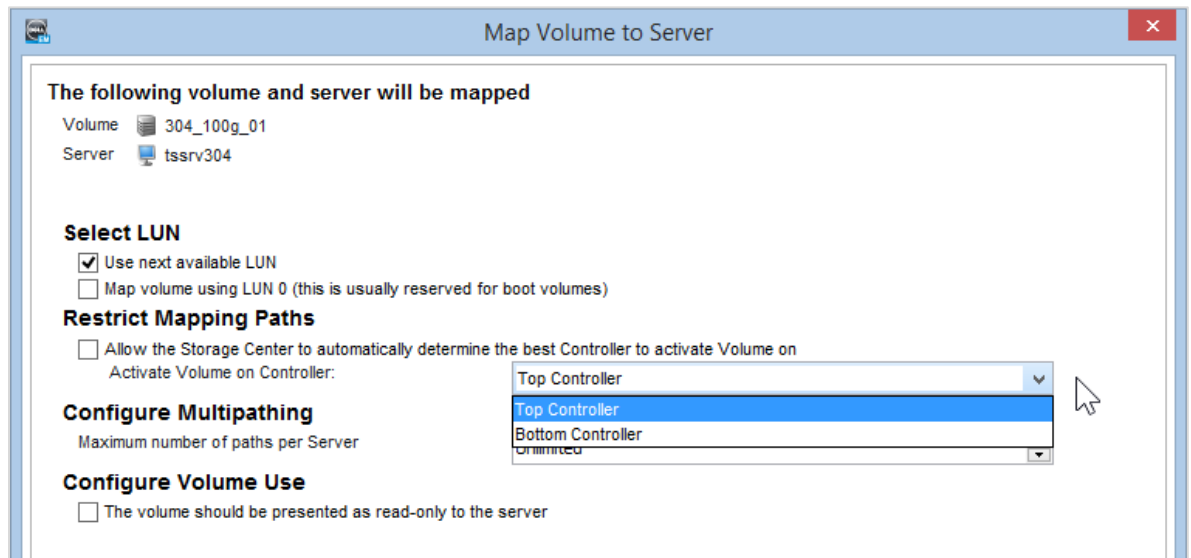 Map Volume to Server
The following volume and server will be mapped
Volume 304_100g_01
Server tssrv304
Select LUN
Use next available LUN
Map volume using LUN 0 (this is usually reserved for boot volumes)
Restrict Mapping Paths
Allow the Storage Center to automatically determine the best Controller to activate Volume on
Activate Volume on Controller: Top Controller
Top Controller
Configure Multipathing
Bottom Controller
Maximum number of paths per Server Unlimited
Configure Volume Use
The volume should be presented as read-only to the server